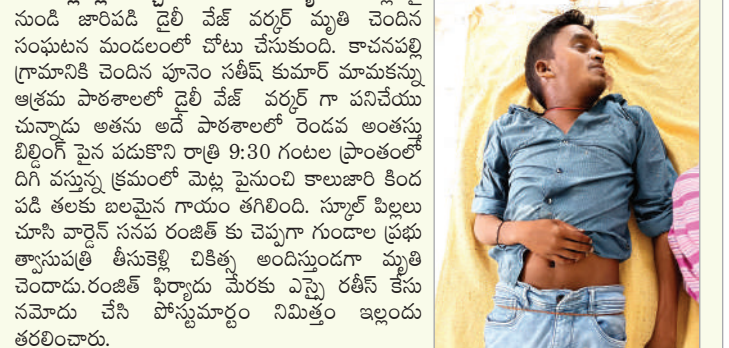 నుండి జారిపడి డైలీ వేజ్ వర్కర్ మృతి చెందిన
సంఘటన మండలంలో చోటు చేసుకుంది. కాచనపల్లి
గ్రామానికి చెందిన పూనెం సతీష్ కుమార్ మామకన్ను
ఆశ్రమ పాఠశాలలో డైలీ వేజ్ వర్కర్ గా పనిచేయు
చున్నాడు అతను అదే పాఠశాలలో రెండవ అంతస్తు
బిల్డింగ్ పైన పడుకొని రాత్రి 9:30 గంటల ప్రాంతంలో
దిగి వస్తున్న క్రమంలో మెట్ల పైనుంచి కాలుజారి కింద
పడి తలకు బలమైన గాయం తగిలింది. స్కూల్ పిల్లలు
చూసి వార్డెన్ సనప రంజిత్ కు చెప్పగా గుండాల ప్రభు
త్వాసుపత్రి తీసుకెళ్లి చికిత్స అందిస్తుండగా మృతి
చెందాడు.రంజిత్ ఫిర్యాదు మేరకు ఎస్సై రతీస్ కేసు
నమోదు చేసి పోస్టుమార్టం నిమిత్తం ఇల్లందు
తరలించారు.